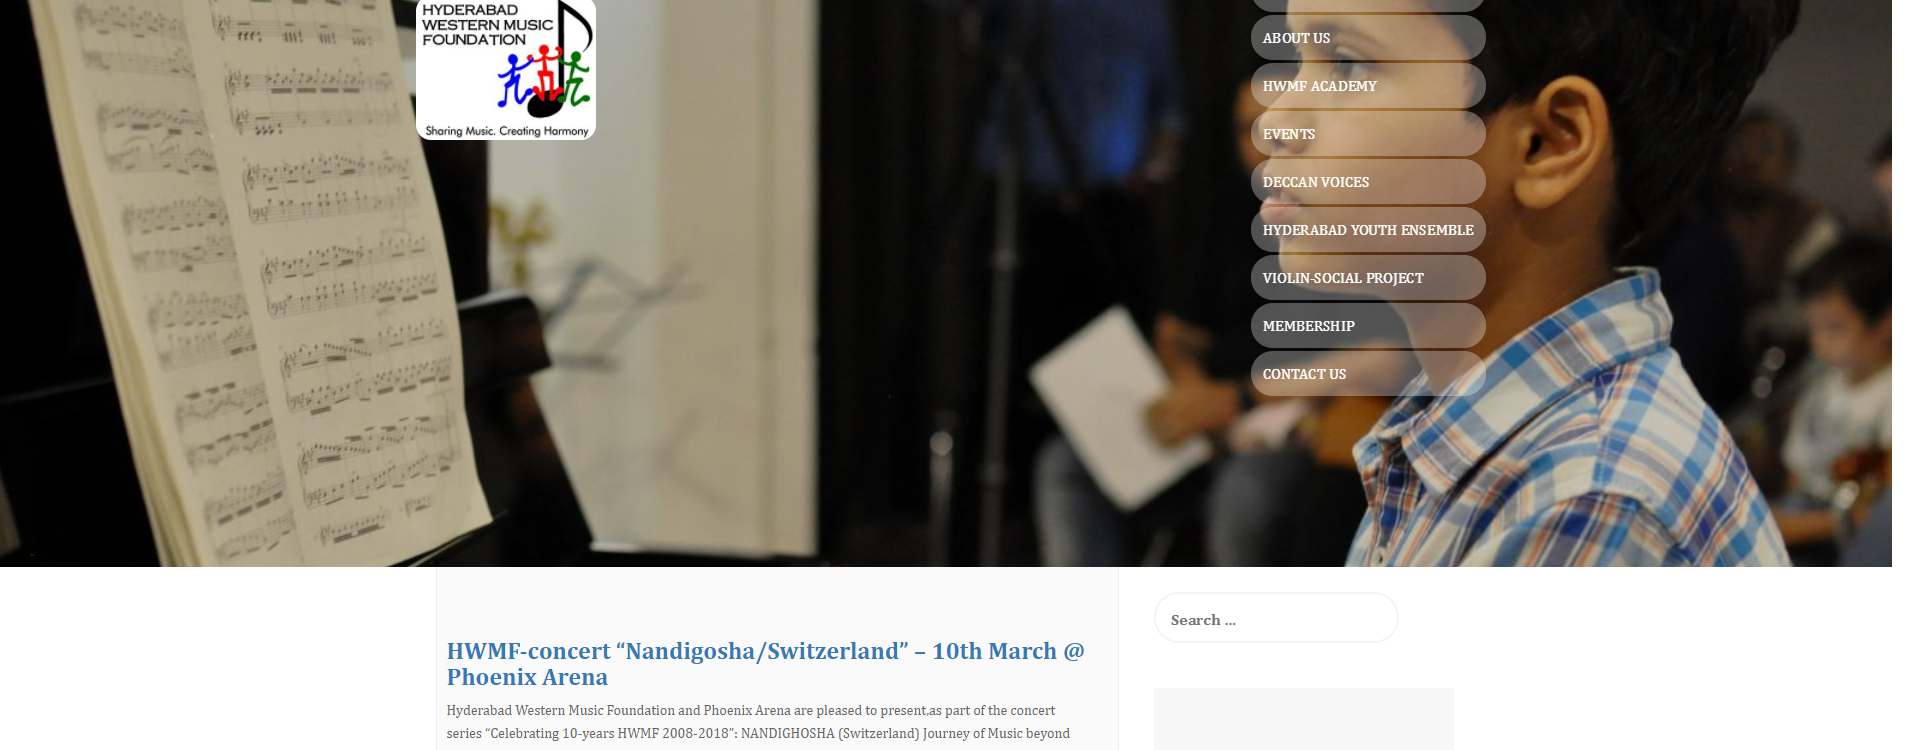 HYDERABAD
WESTERN MUSIC
FOUNDATION
Sharing Music. Creating Harmony
ABOUT US
HWMF ACADEMY
EVENTS
DECCAN VOICES
HYDERABAD YOUTH ENSEMBLE
VIOLIN-SOCIAL PROJECT
MEMBERSHIP
CONTACT US
HWMF-concert “Nandigosha/Switzerland” – 10th March @
Phoenix Arena
Hyderabad Western Music Foundation and Phoenix Arena are pleased to present,as part of the concert
series “Celebrating 10-years HWMF 2008-2018”: NANDIGHOSHA (Switzerland) Journey of Music beyond
Search ...